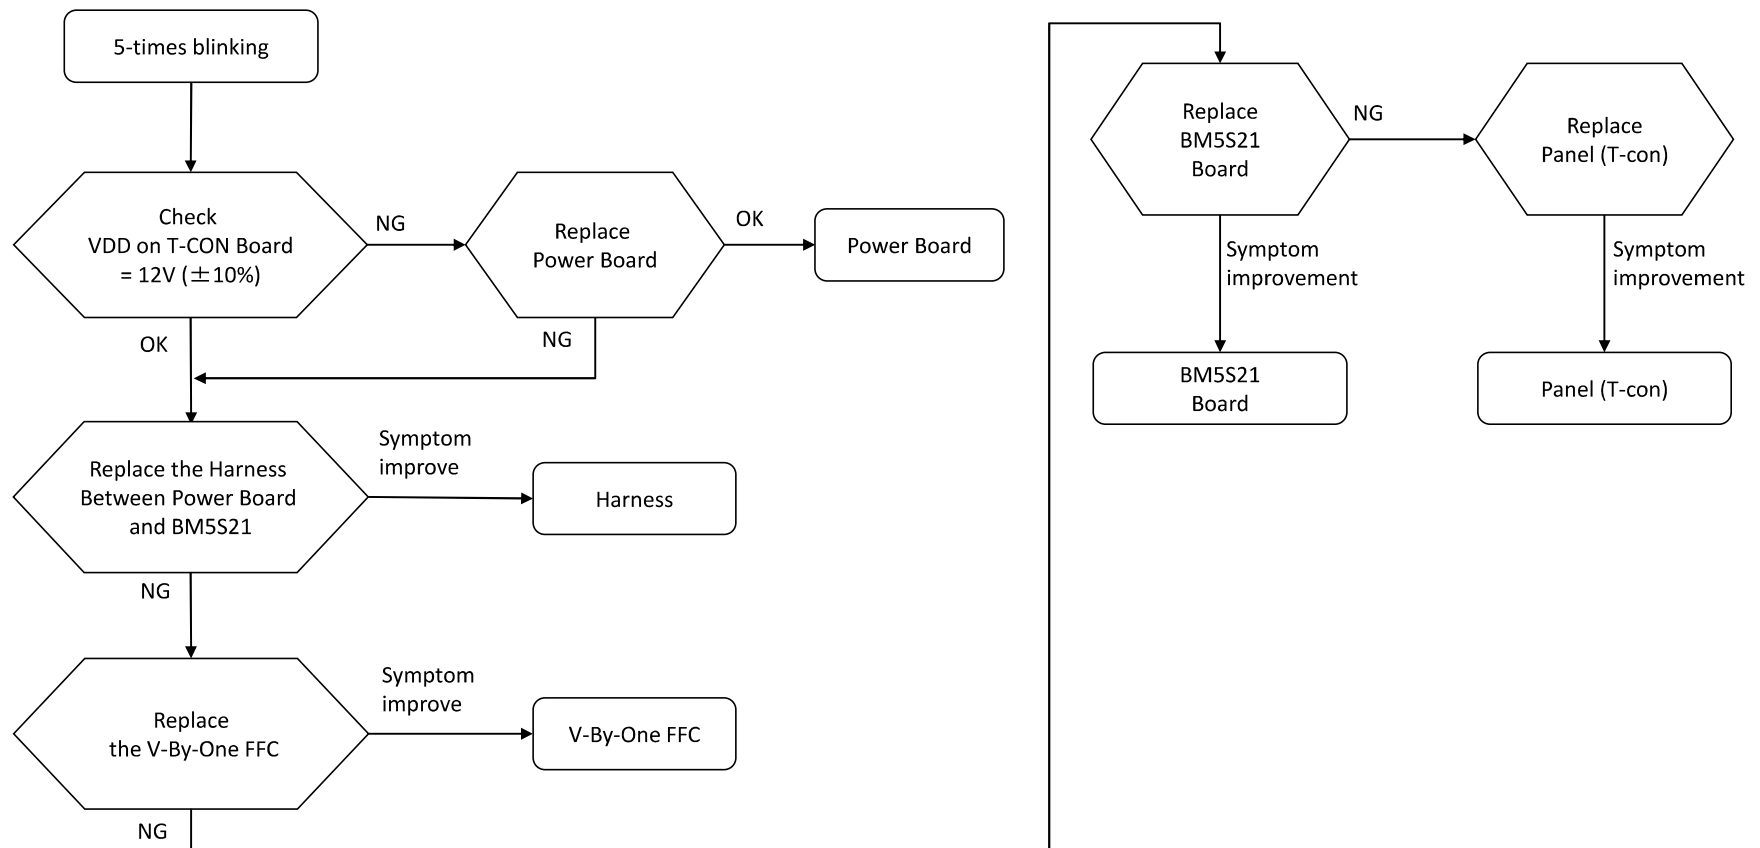 5-times blinking
Check
VDD on T-CON Board
= 12V (±10%)
NG
Replace
Power Board
OK
Power Board
OK
NG
Replace the Harness
Between Power Board
and BM5S21
Symptom
improve
Harness
NG
Replace
the V-By-One FFC
Symptom
improve
V-By-One FFC
NG
Replace
BM5S21
Board
NG
Replace
Panel (T-con)
Symptom
improvement
Symptom
improvement
BM5S21
Board
Panel (T-con)